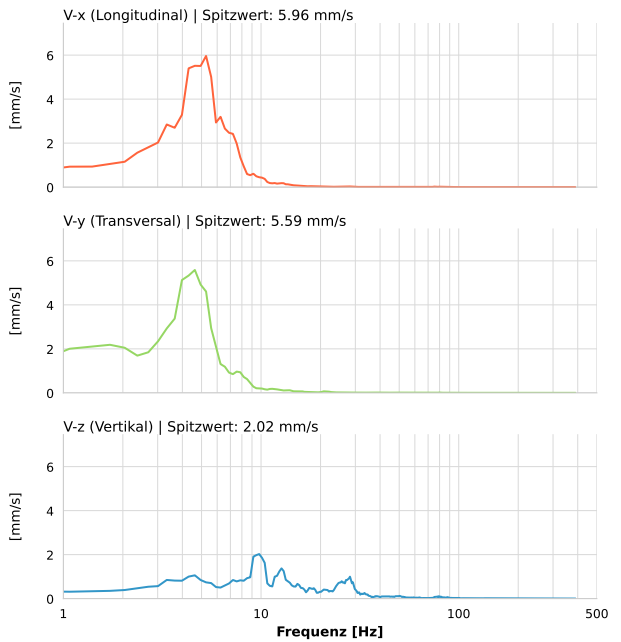 V-x (Longitudinal) | Spitzwert: 5.96 mm/s
[mm/s]
6
4
2
0
V-y (Transversal) | Spitzwert: 5.59 mm/s
[mm/s]
6
4
2
0
V-z (Vertikal) | Spitzwert: 2.02 mm/s
[mm/s]
6
4
2
0
1 10 100 500
Frequenz [Hz]